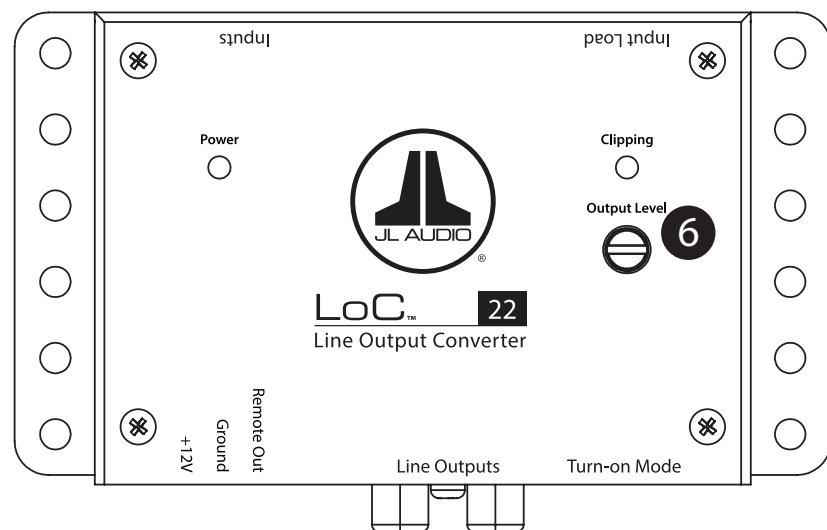 Inputs
Input Load
Power
Clipping
Output Level
6
JL AUDIO
®
LoC™ 22
Line Output Converter
+12V
Ground
Remote Out
Line Outputs
Turn-on Mode